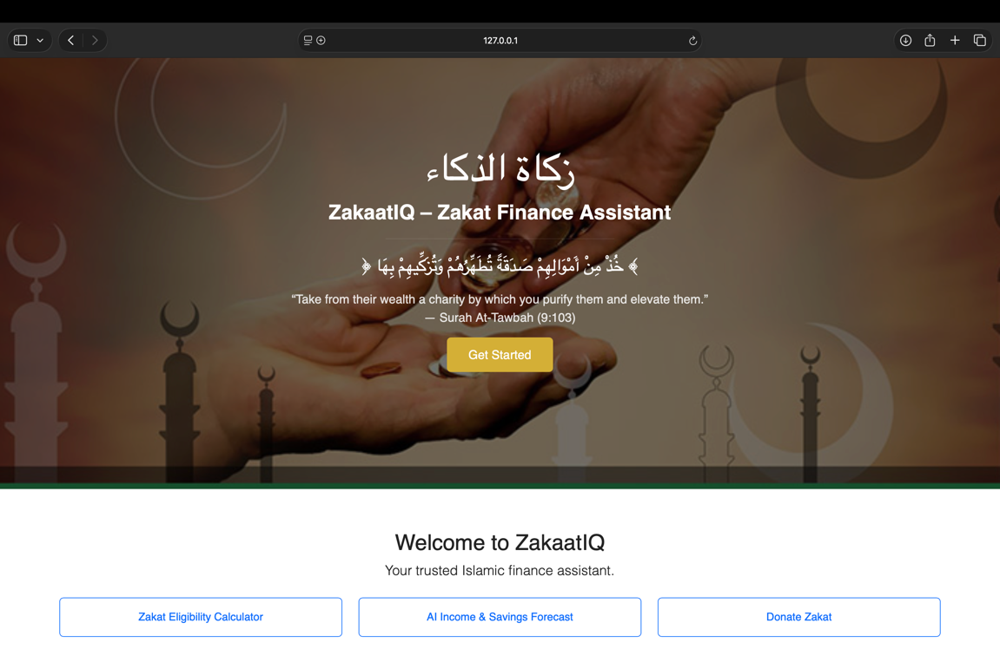 127.0.0.1
زكاة الذكاء
ZakaatIQ – Zakat Finance Assistant
﴿ خُذْ مِنْ أَمْوَالِهِمْ صَدَقَةً تُطَهِّرُهُمْ وَتُزَكِّيهِمْ بِهَا ﴾
“Take from their wealth a charity by which you purify them and elevate them.”
— Surah At-Tawbah (9:103)
Get Started
Welcome to ZakaatIQ
Your trusted Islamic finance assistant.
Zakat Eligibility Calculator
AI Income & Savings Forecast
Donate Zakat